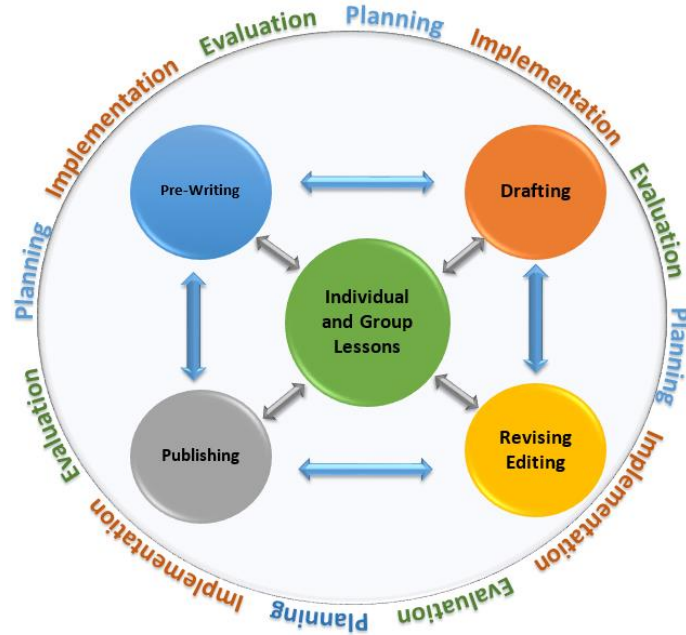 Planning
Implementation
Evaluation
Planning
Implementation
Evaluation
Planning
Implementation
Evaluation
Planning
Implementation
Evaluation
Pre-Writing
Drafting
Individual
and Group
Lessons
Publishing
Revising
Editing